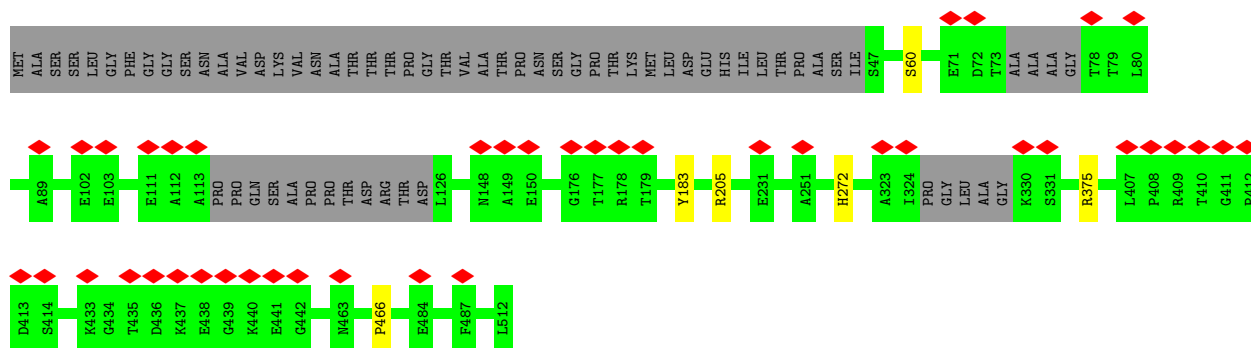 MET ALA SER SER LEU GLY PHE GLY GLY SER ASN ALA VAL ASP LYS VAL ASN ALA THR THR THR PRO GLY THR VAL ALA THR PRO ASN SER GLY PRO THR LYS MET LEU ASP GLU HIS ILE LEU THR PRO ALA SER ILE S47 S60 E71 D72 T73 ALA ALA ALA GLY T78 T79 L80
A89 E102 E103 E111 A112 A113 PRO PRO GLN SER ALA PRO PRO THR ASP ARG THR ASP L126 N148 A149 E150 G176 T177 R178 T179 Y183 R205 E231 A251 H272 A323 I324 PRO GLY LEU ALA GLY K330 S331 R375 L407 P408 R409 T410 G411
D413 S414 K433 G434 T435 D436 K437 E438 G439 K440 E441 G442 N463 P466 E484 F487 L512